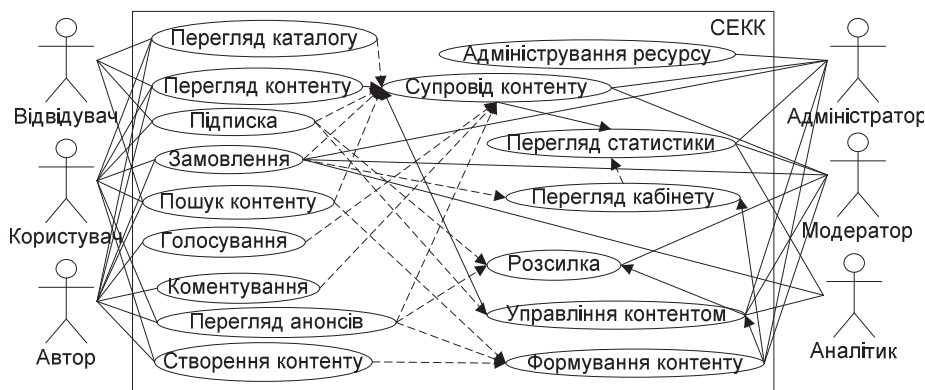 СЕКК
Відвідувач
Користувач
Автор
Перегляд каталогу
Перегляд контенту
Підписка
Замовлення
Пошук контенту
Голосування
Коментування
Перегляд анонсів
Створення контенту
Адміністрування ресурсу
Супровід контенту
Перегляд статистики
Перегляд кабінету
Розсилка
Управління контентом
Формування контенту
Адміністратор
Модератор
Аналітик